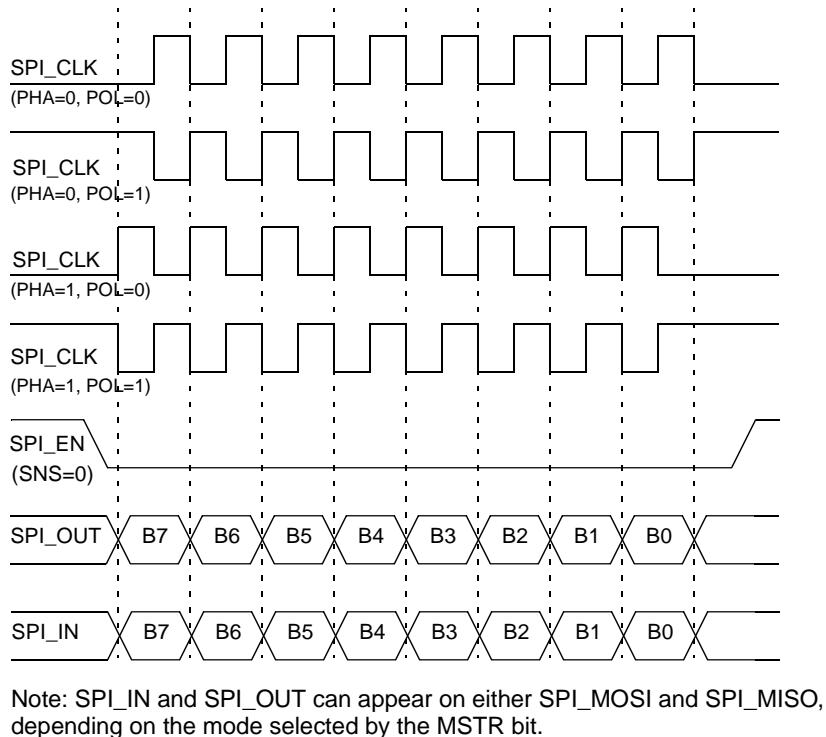 SPI_CLK
(PHA=0, POL=0)
SPI_CLK
(PHA=0, POL=1)
SPI_CLK
(PHA=1, POL=0)
SPI_CLK
(PHA=1, POL=1)
SPI_EN
(SNS=0)
SPI_OUT B7 B6 B5 B4 B3 B2 B1 B0
SPI_IN B7 B6 B5 B4 B3 B2 B1 B0
Note: SPI_IN and SPI_OUT can appear on either SPI_MOSI and SPI_MISO,
depending on the mode selected by the MSTR bit.